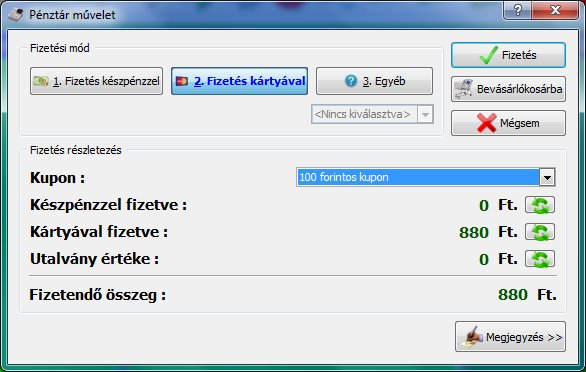 Pénztár művelet
Fizetési mód
1. Fizetés készpénzzel
2. Fizetés kártyával
3. Egyéb
<Nincs kiválasztva>
Fizetés
Bevásárlókosárba
Mégsem
Fizetés részletezés
Kupon :
100 forintos kupon
Készpénzzel fizetve : 0 Ft.
Kártyával fizetve : 880 Ft.
Utalvány értéke : 0 Ft.
Fizetendő összeg : 880 Ft.
Megjegyzés >>